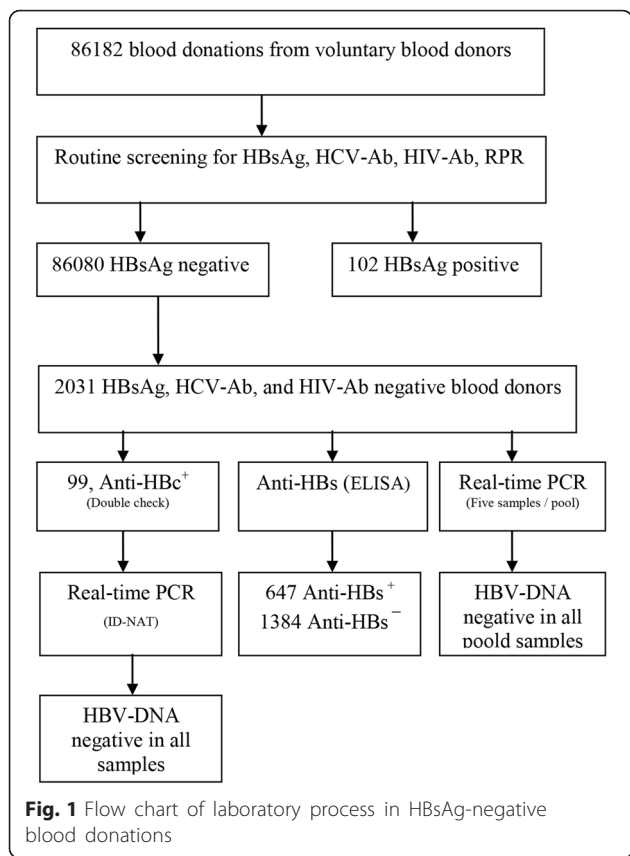 86182 blood donations from voluntary blood donors
Routine screening for HBsAg, HCV-Ab, HIV-Ab, RPR
86080 HBsAg negative
102 HBsAg positive
2031 HBsAg, HCV-Ab, and HIV-Ab negative blood donors
99, Anti-HBc⁺
(Double check)
Anti-HBs (ELISA)
Real-time PCR
(Five samples / pool)
Real-time PCR
(ID-NAT)
647 Anti-HBs⁺
1384 Anti-HBs⁻
HBV-DNA
negative in all
poold samples
HBV-DNA
negative in all
samples
Fig. 1 Flow chart of laboratory process in HBsAg-negative
blood donations